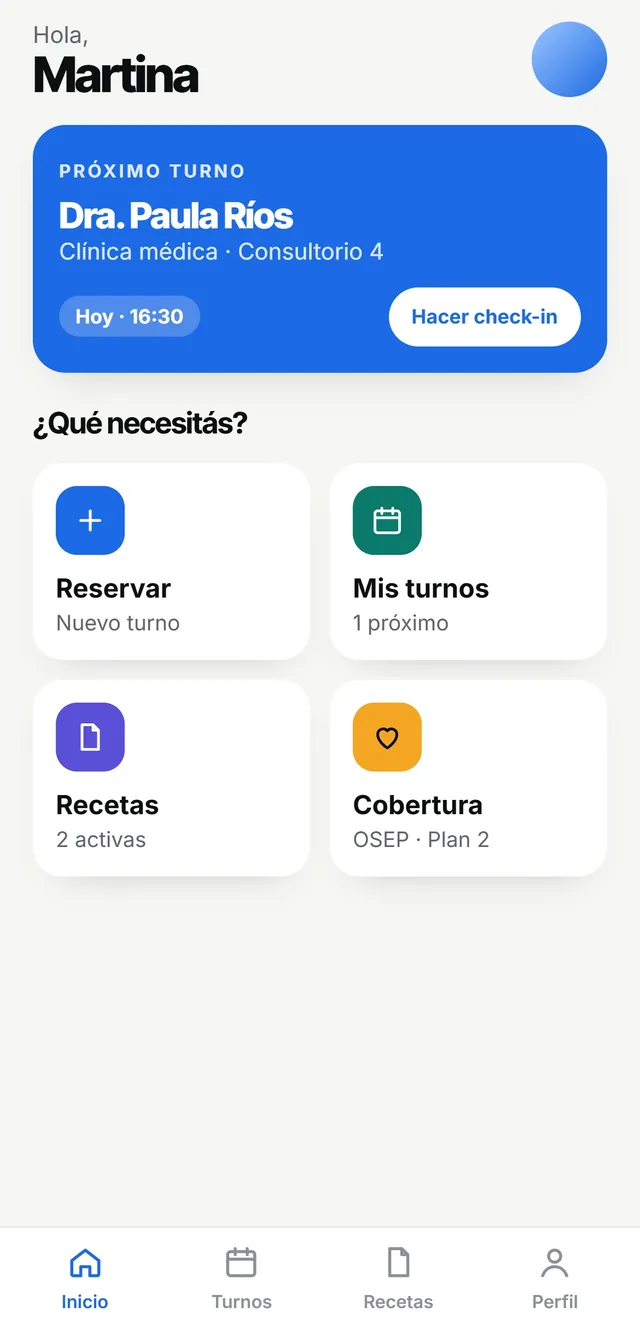 Hola,
Martina
PRÓXIMO TURNO
Dra. Paula Ríos
Clínica médica · Consultorio 4
Hoy · 16:30
Hacer check-in
¿Qué necesitás?
Reservar
Nuevo turno
Mis turnos
1 próximo
Recetas
2 activas
Cobertura
OSEP · Plan 2
Inicio
Turnos
Recetas
Perfil